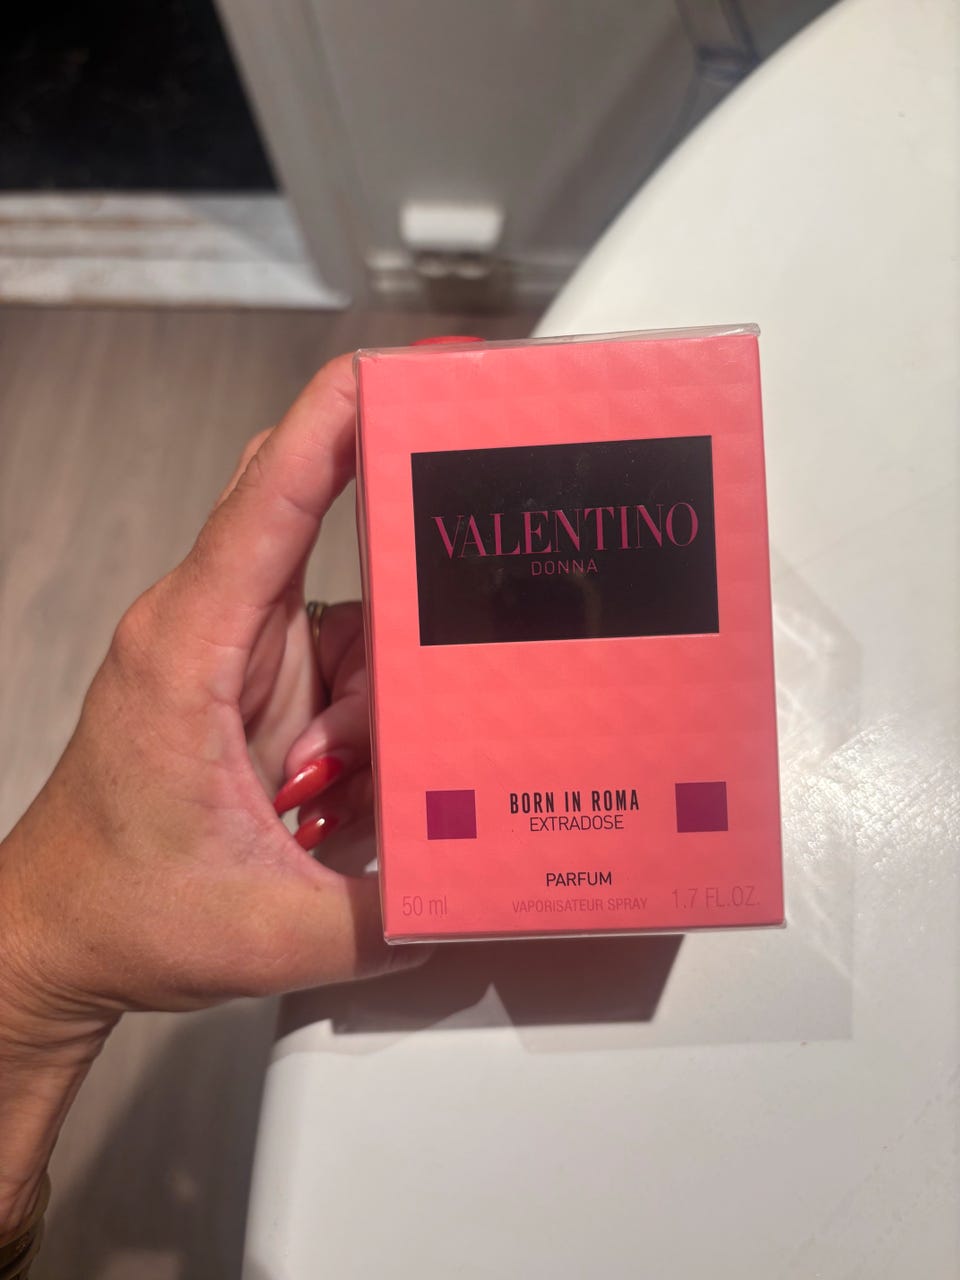 VALENTINO
DONNA
BORN IN ROMA
EXTRADOSE
PARFUM
50 ml VAPORISATEUR SPRAY 1.7 FL.OZ.